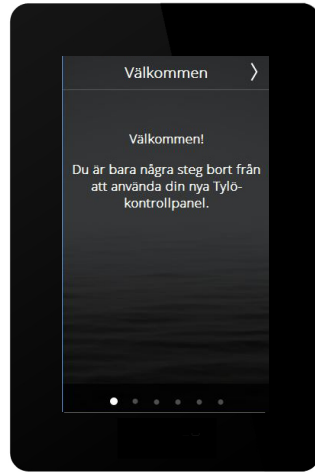 Välkommen
Välkommen!
Du är bara några steg bort från
att använda din nya Tylö-
kontrollpanel.